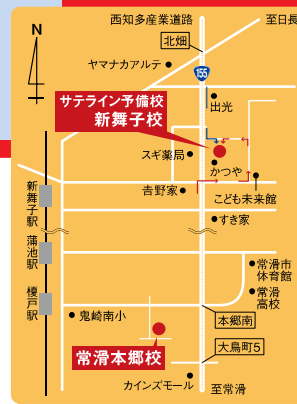 西知多産業道路
至日長
N
北畑
ヤマナカアルテ
155
出光
サテライン予備校
新舞子校
スギ薬局
かつや
こども未来館
吉野家
新舞子駅
すき家
蒲池駅
常滑市
体育館
常滑
高校
榎戸駅
鬼崎南小
本郷南
常滑本郷校
大鳥町5
カインズモール
至常滑